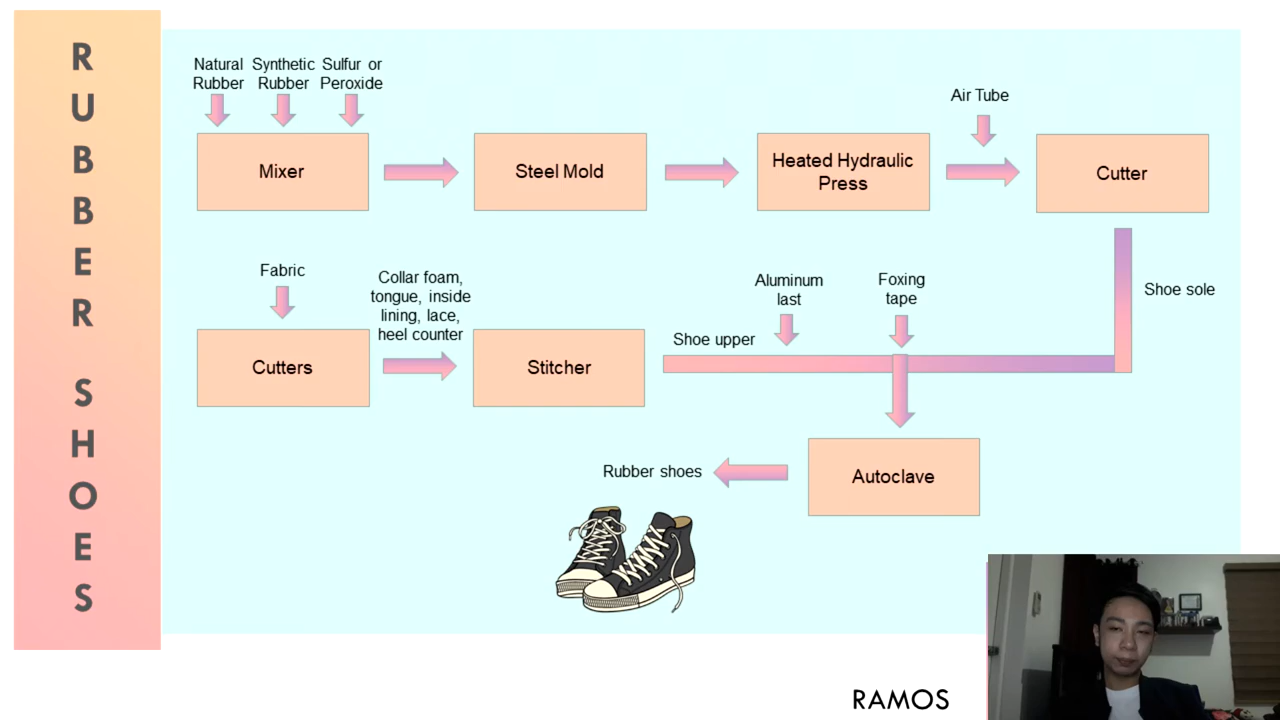 RUBBER SHOES
Natural Rubber
Synthetic Rubber
Sulfur or Peroxide
Air Tube
Mixer
Steel Mold
Heated Hydraulic
Press
Cutter
Fabric
Collar foam,
tongue, inside
lining, lace,
heel counter
Aluminum
last
Foxing
tape
Shoe sole
Cutters
Stitcher
Shoe upper
Rubber shoes
Autoclave
RAMOS